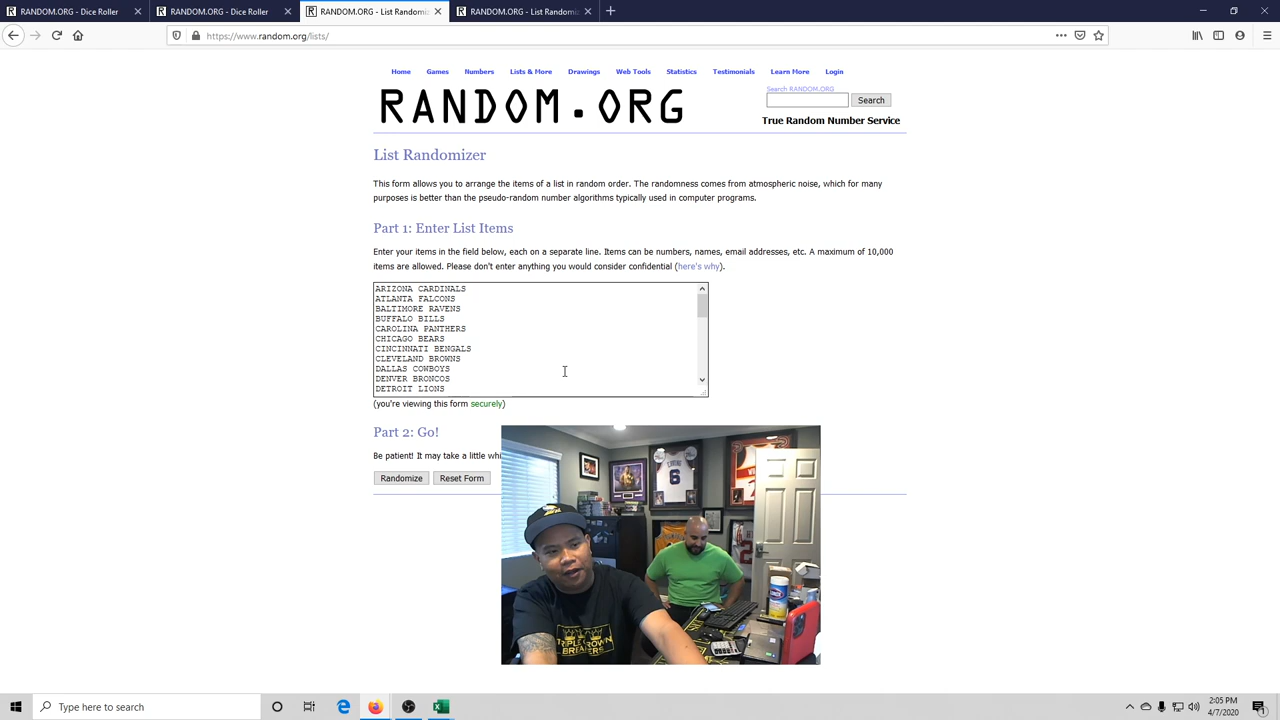 RANDOM.ORG - Dice Roller
RANDOM.ORG - Dice Roller
RANDOM.ORG - List Randomiz
RANDOM.ORG - List Randomiz
https://www.random.org/lists/
Home Games Numbers Lists & More Drawings Web Tools Statistics Testimonials Learn More Login
RANDOM.ORG
Search RANDOM.ORG
Search
True Random Number Service
List Randomizer
This form allows you to arrange the items of a list in random order. The randomness comes from atmospheric noise, which for many
purposes is better than the pseudo-random number algorithms typically used in computer programs.
Part 1: Enter List Items
Enter your items in the field below, each on a separate line. Items can be numbers, names, email addresses, etc. A maximum of 10,000
items are allowed. Please don't enter anything you would consider confidential (here's why).
ARIZONA CARDINALS
ATLANTA FALCONS
BALTIMORE RAVENS
BUFFALO BILLS
CAROLINA PANTHERS
CHICAGO BEARS
CINCINNATI BENGALS
CLEVELAND BROWNS
DALLAS COWBOYS
DENVER BRONCOS
DETROIT LIONS
(you're viewing this form securely)
Part 2: Go!
Be patient! It may take a little whi
Randomize Reset Form
6
TRIPLE CROWN
BREAKERS
Type here to search
2:05 PM
4/7/2020